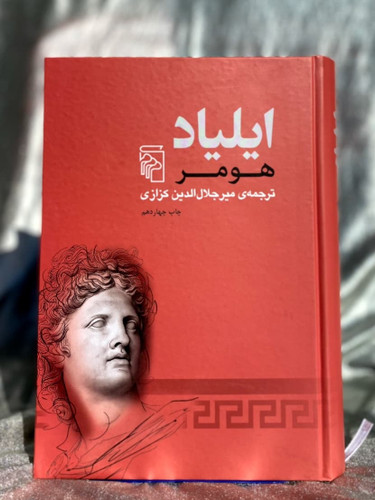 ایلیاد
هومر
ترجمه‌ی میرجلال‌الدین کزازی
چاپ چهاردهم